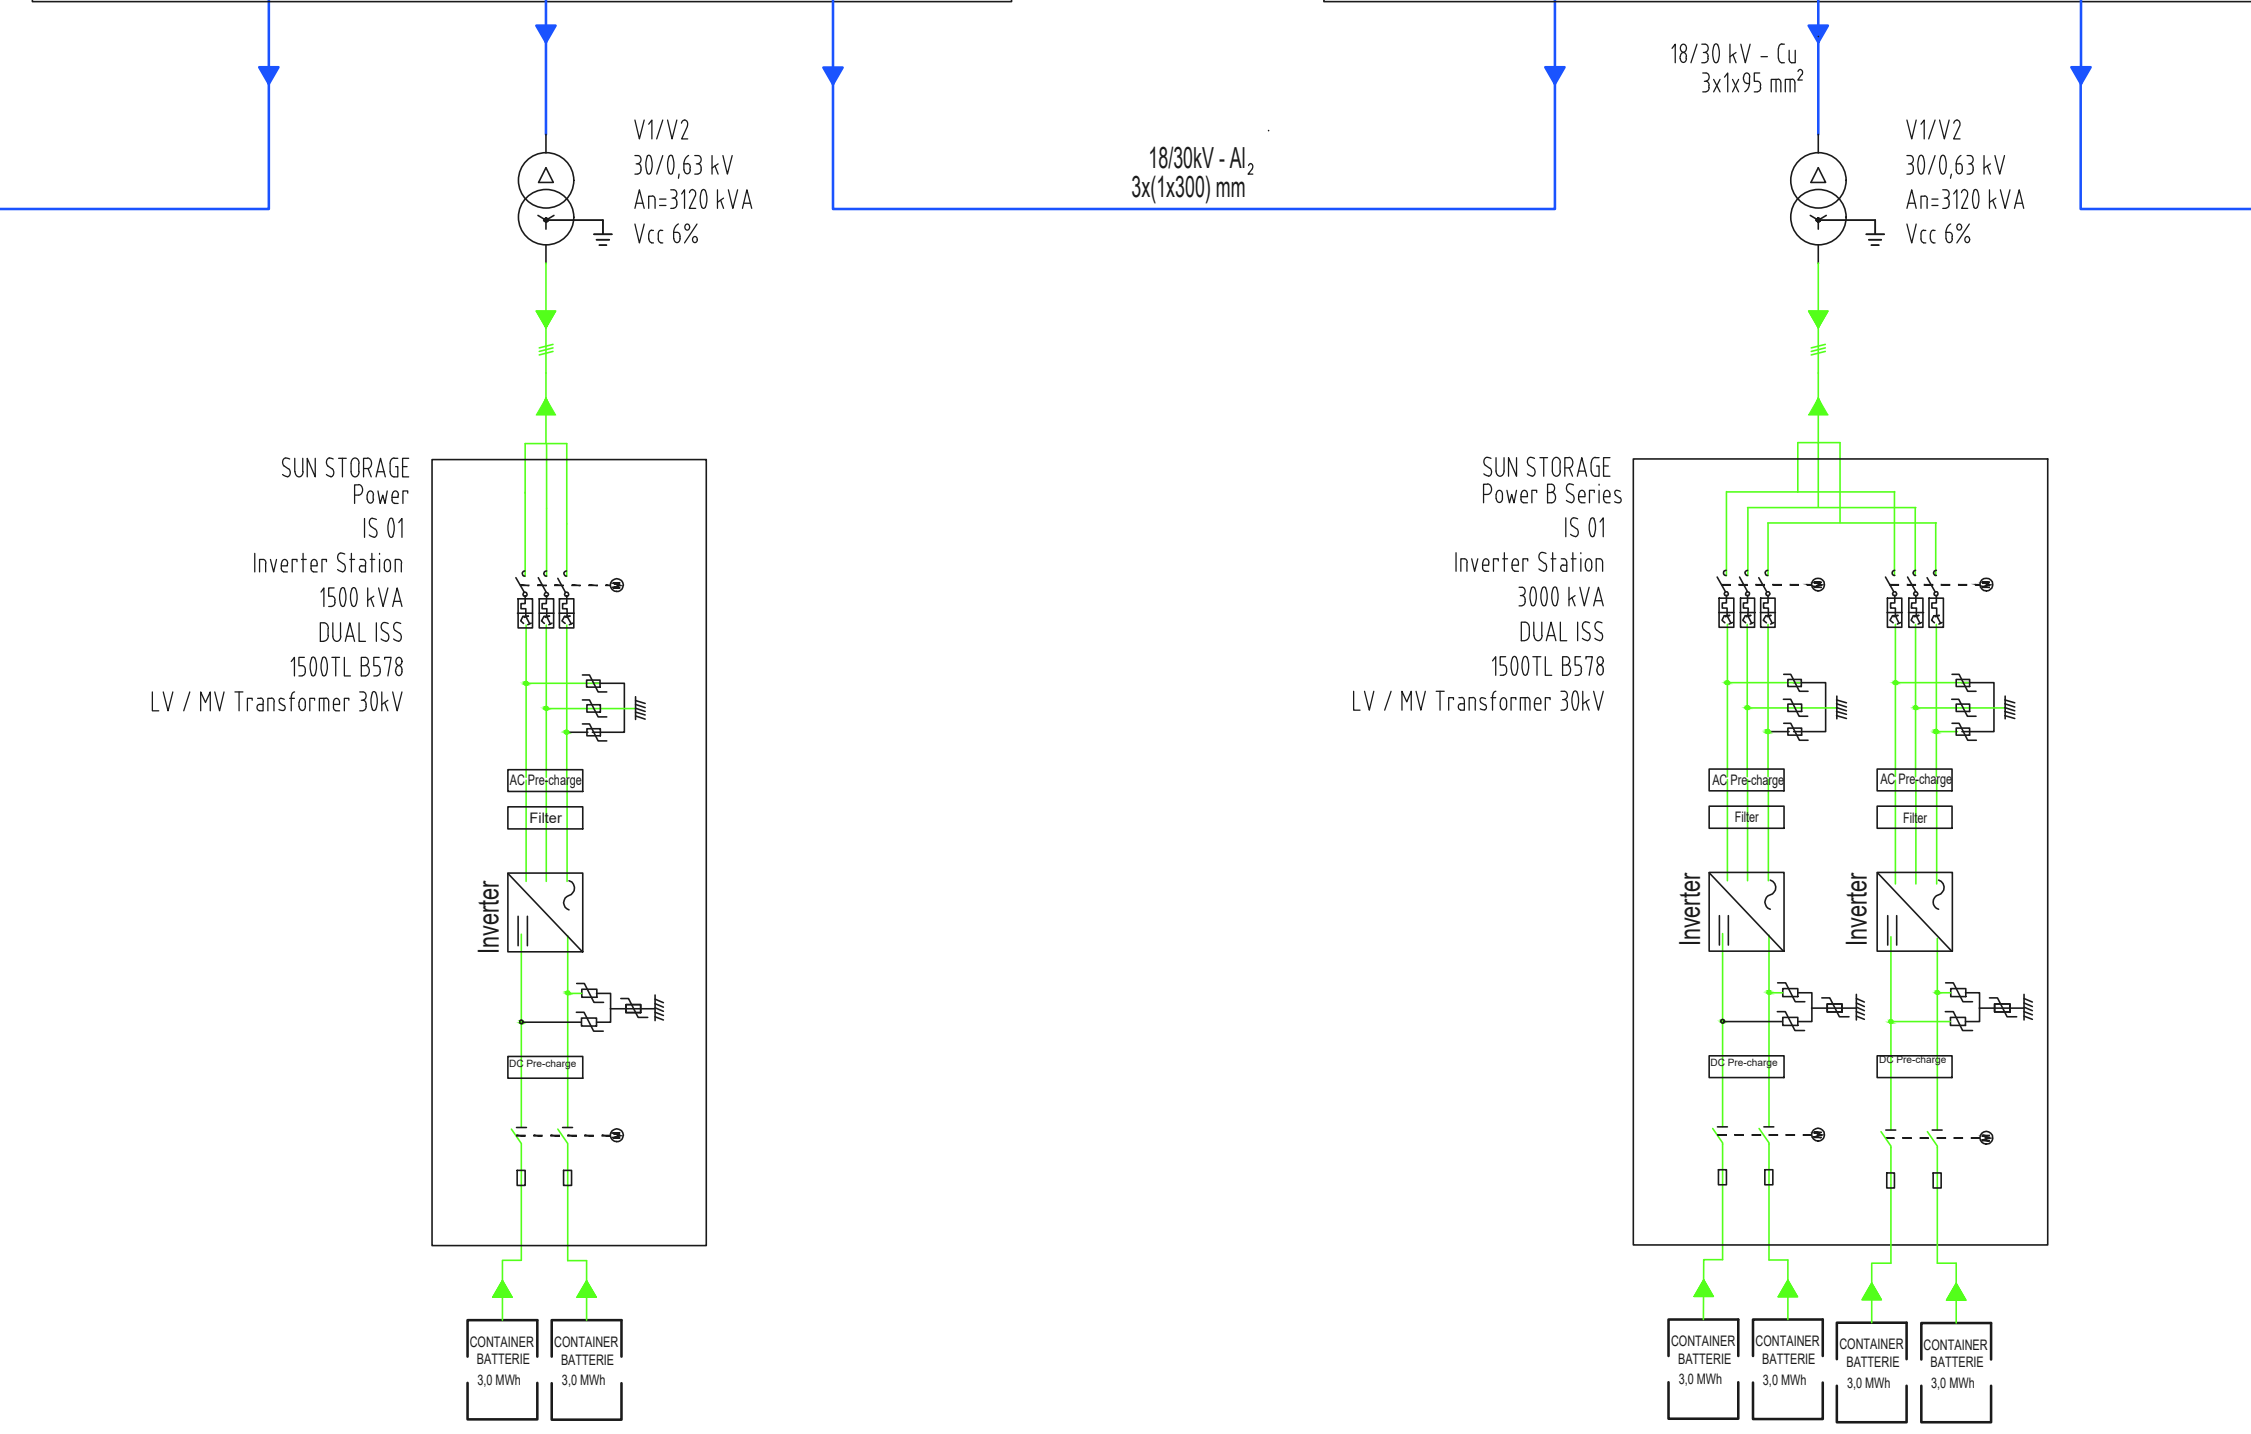 18/30 kV - Cu
3x1x95 mm²
V1/V2
30/0,63 kV
An=3120 kVA
Vcc 6%
18/30kV - Al₂
3x(1x300) mm
V1/V2
30/0,63 kV
An=3120 kVA
Vcc 6%
SUN STORAGE
Power
IS 01
Inverter Station
1500 kVA
DUAL ISS
1500TL B578
LV / MV Transformer 30kV
M
AC Pre-charge
Filter
Inverter
DC Pre-charge
M
CONTAINER
BATTERIE
3,0 MWh
CONTAINER
BATTERIE
3,0 MWh
SUN STORAGE
Power B Series
IS 01
Inverter Station
3000 kVA
DUAL ISS
1500TL B578
LV / MV Transformer 30kV
M
AC Pre-charge
Filter
Inverter
DC Pre-charge
M
M
AC Pre-charge
Filter
Inverter
DC Pre-charge
M
CONTAINER
BATTERIE
3,0 MWh
CONTAINER
BATTERIE
3,0 MWh
CONTAINER
BATTERIE
3,0 MWh
CONTAINER
BATTERIE
3,0 MWh